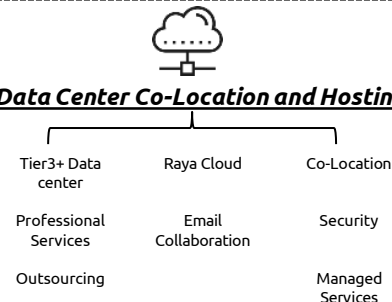 Data Center Co-Location and Hostin
Tier3+ Data
center
Raya Cloud
Co-Location
Professional
Services
Email
Collaboration
Security
Outsourcing
Managed
Services